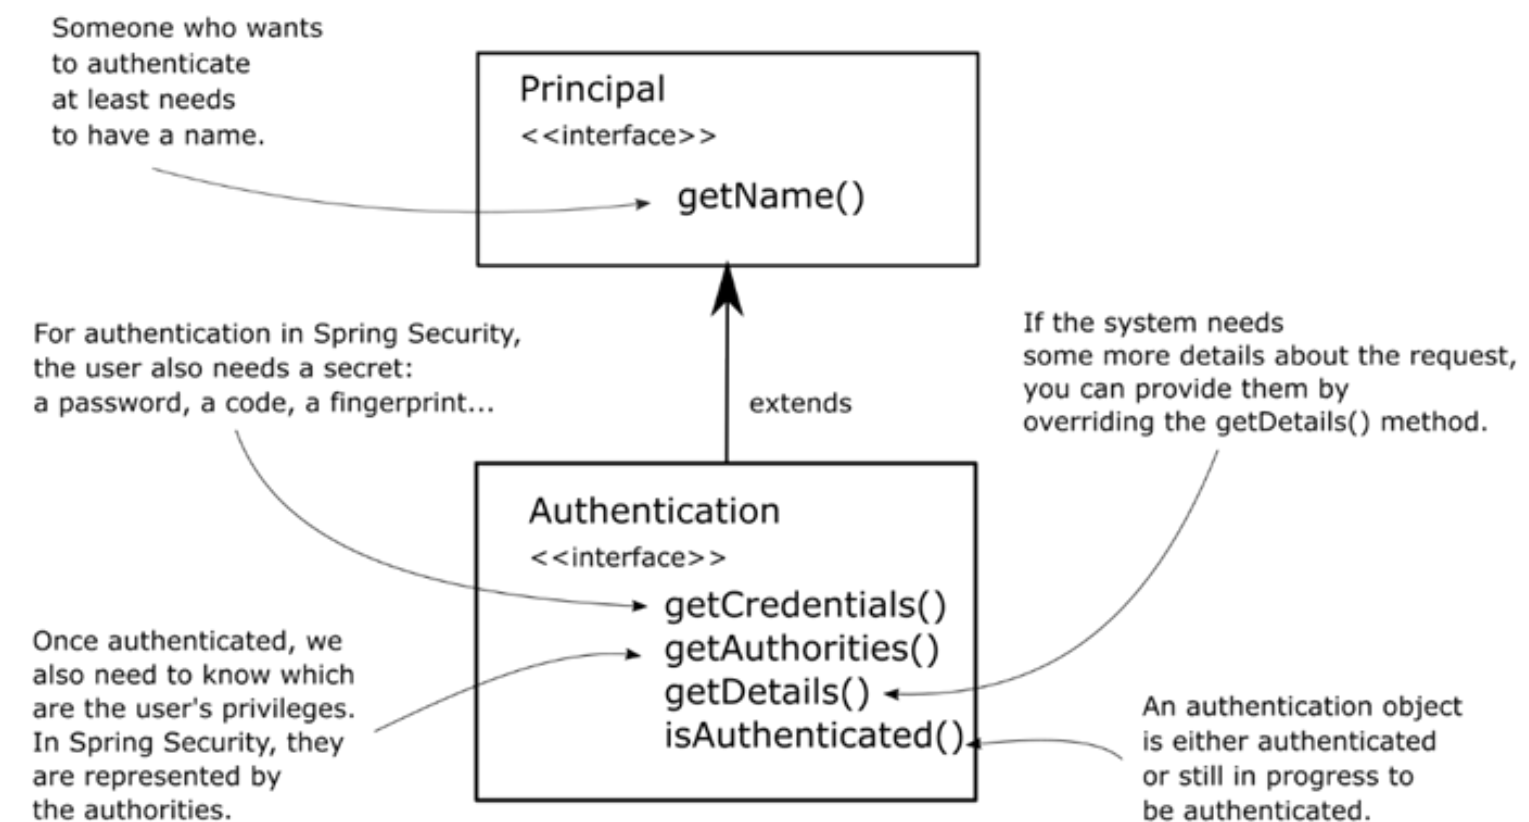 Someone who wants
to authenticate
at least needs
to have a name.
Principal
<<interface>>
getName()
For authentication in Spring Security,
the user also needs a secret:
a password, a code, a fingerprint...
extends
If the system needs
some more details about the request,
you can provide them by
overriding the getDetails() method.
Authentication
<<interface>>
getCredentials()
getAuthorities()
getDetails()
isAuthenticated()
Once authenticated, we
also need to know which
are the user's privileges.
In Spring Security, they
are represented by
the authorities.
An authentication object
is either authenticated
or still in progress to
be authenticated.